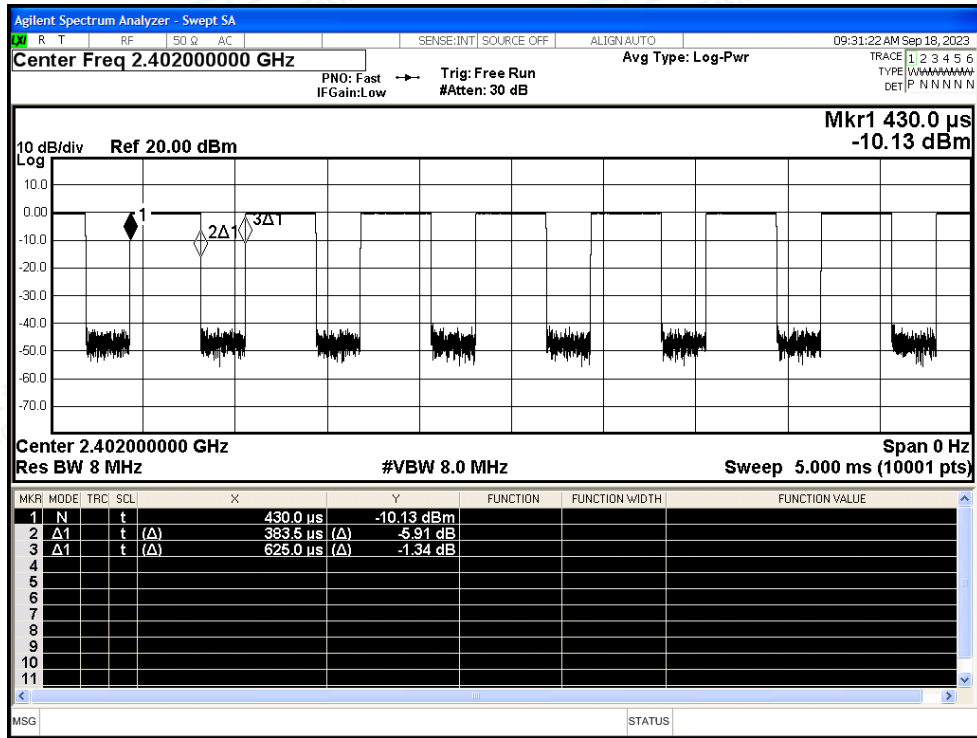 Agilent Spectrum Analyzer - Swept SA
LXI R T RF 50 Ω AC SENSE:INT SOURCE OFF ALIGN AUTO 09:31:22 AM Sep 18, 2023
Center Freq 2.402000000 GHz
PNO: Fast
IFGain:Low
Trig: Free Run
#Atten: 30 dB
Avg Type: Log-Pwr
TRACE 1 2 3 4 5 6
TYPE WWWWWW
DET P N N N N N
Mkr1 430.0 µs
-10.13 dBm
10 dB/div Ref 20.00 dBm
Log
10.0
0.00
-10.0
-20.0
-30.0
-40.0
-50.0
-60.0
-70.0
1
2Δ1
3Δ1
Center 2.402000000 GHz Span 0 Hz
Res BW 8 MHz #VBW 8.0 MHz Sweep 5.000 ms (10001 pts)
MKR MODE TRC SCL X Y FUNCTION FUNCTION WIDTH FUNCTION VALUE
1 N t 430.0 µs -10.13 dBm
2 Δ1 t (Δ) 383.5 µs (Δ) -5.91 dB
3 Δ1 t (Δ) 625.0 µs (Δ) -1.34 dB
4
5
6
7
8
9
10
11
MSG STATUS